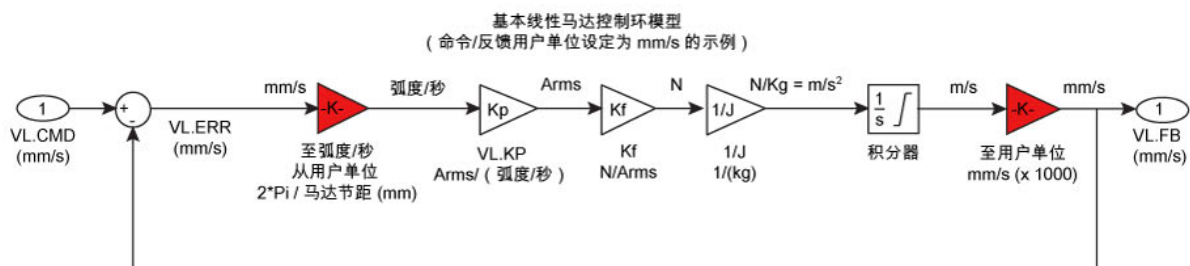 基本线性马达控制环模型
（命令/反馈用户单位设定为 mm/s 的示例）
1
VL.CMD
(mm/s)
+
-
VL.ERR
(mm/s)
mm/s
-K-
至弧度/秒
从用户单位
2*Pi / 马达节距 (mm)
弧度/秒
Kp
VL.KP
Arms/（弧度/秒）
Arms
Kf
Kf
N/Arms
N
1/J
1/J
1/(kg)
N/Kg = m/s²
1
s
∫
积分器
m/s
-K-
至用户单位
mm/s (x 1000)
mm/s
1
VL.FB
(mm/s)